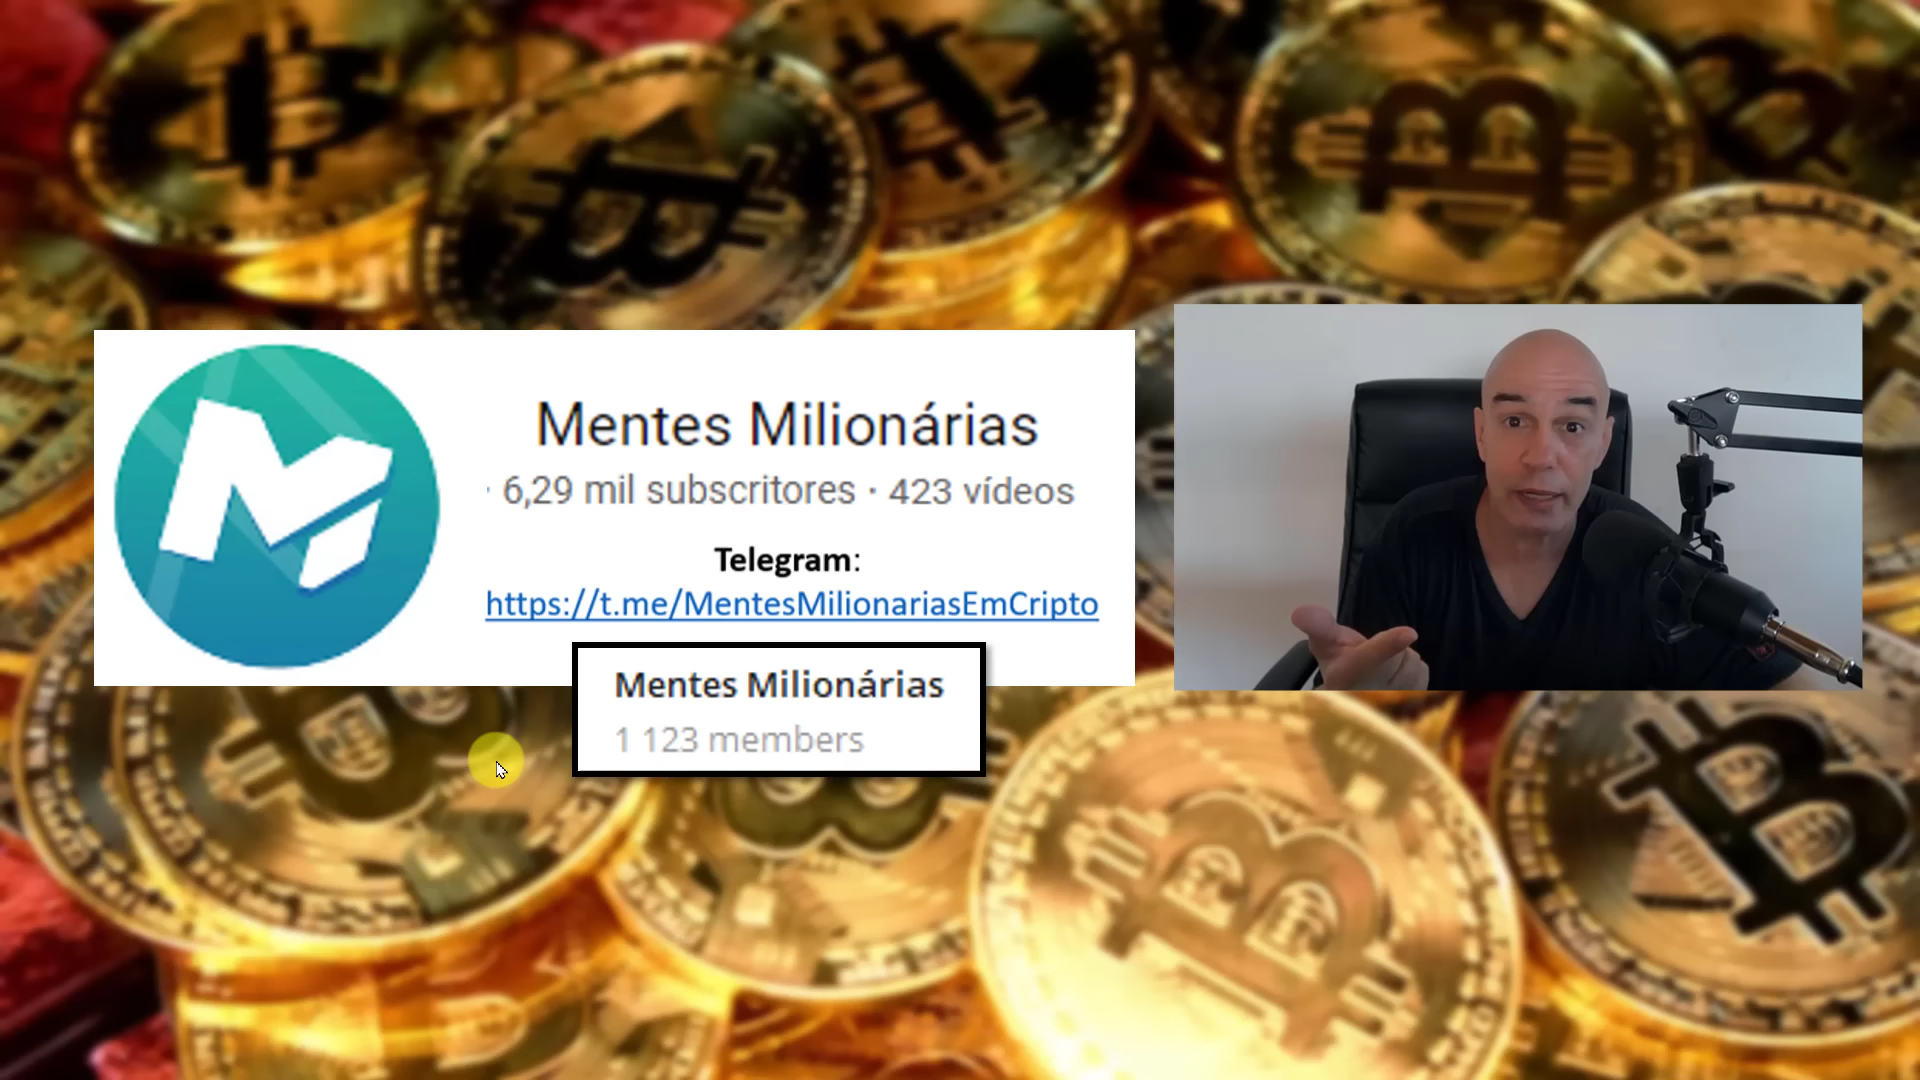 Mentes Milionárias
· 6,29 mil subscritores · 423 vídeos
Telegram:
https://t.me/MentesMilionariasEmCripto
Mentes Milionárias
1 123 members